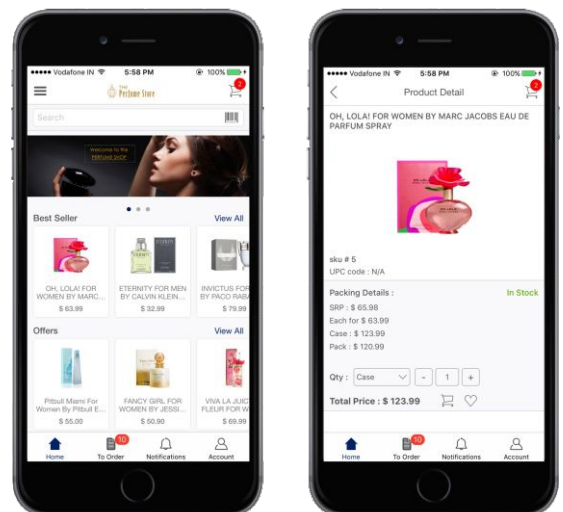 Vodafone IN 5:58 PM 100%
THE
Perfume Store
2
Search
Welcome to the
PERFUME SHOP
Best Seller View All
OH, LOLA! FOR
WOMEN BY MARC...
$ 63.99
ETERNITY FOR MEN
BY CALVIN KLEIN...
$ 32.99
INVICTUS FOR
BY PACO RABA
$ 79.99
Offers View All
Pitbull Miami For
Women By Pitbull E...
$ 55.00
FANCY GIRL FOR
WOMEN BY JESSI...
$ 50.90
VIVA LA JUIC
FLEUR FOR W
$ 69.99
10
Home To Order Notifications Account
Vodafone IN 5:58 PM 100%
Product Detail
2
OH, LOLA! FOR WOMEN BY MARC JACOBS EAU DE
PARFUM SPRAY
sku # 5
UPC code : N/A
Packing Details : In Stock
SRP : $ 65.98
Each for $ 63.99
Case : $ 123.99
Pack : $ 120.99
Qty : Case - 1 +
Total Price : $ 123.99
10
Home To Order Notifications Account